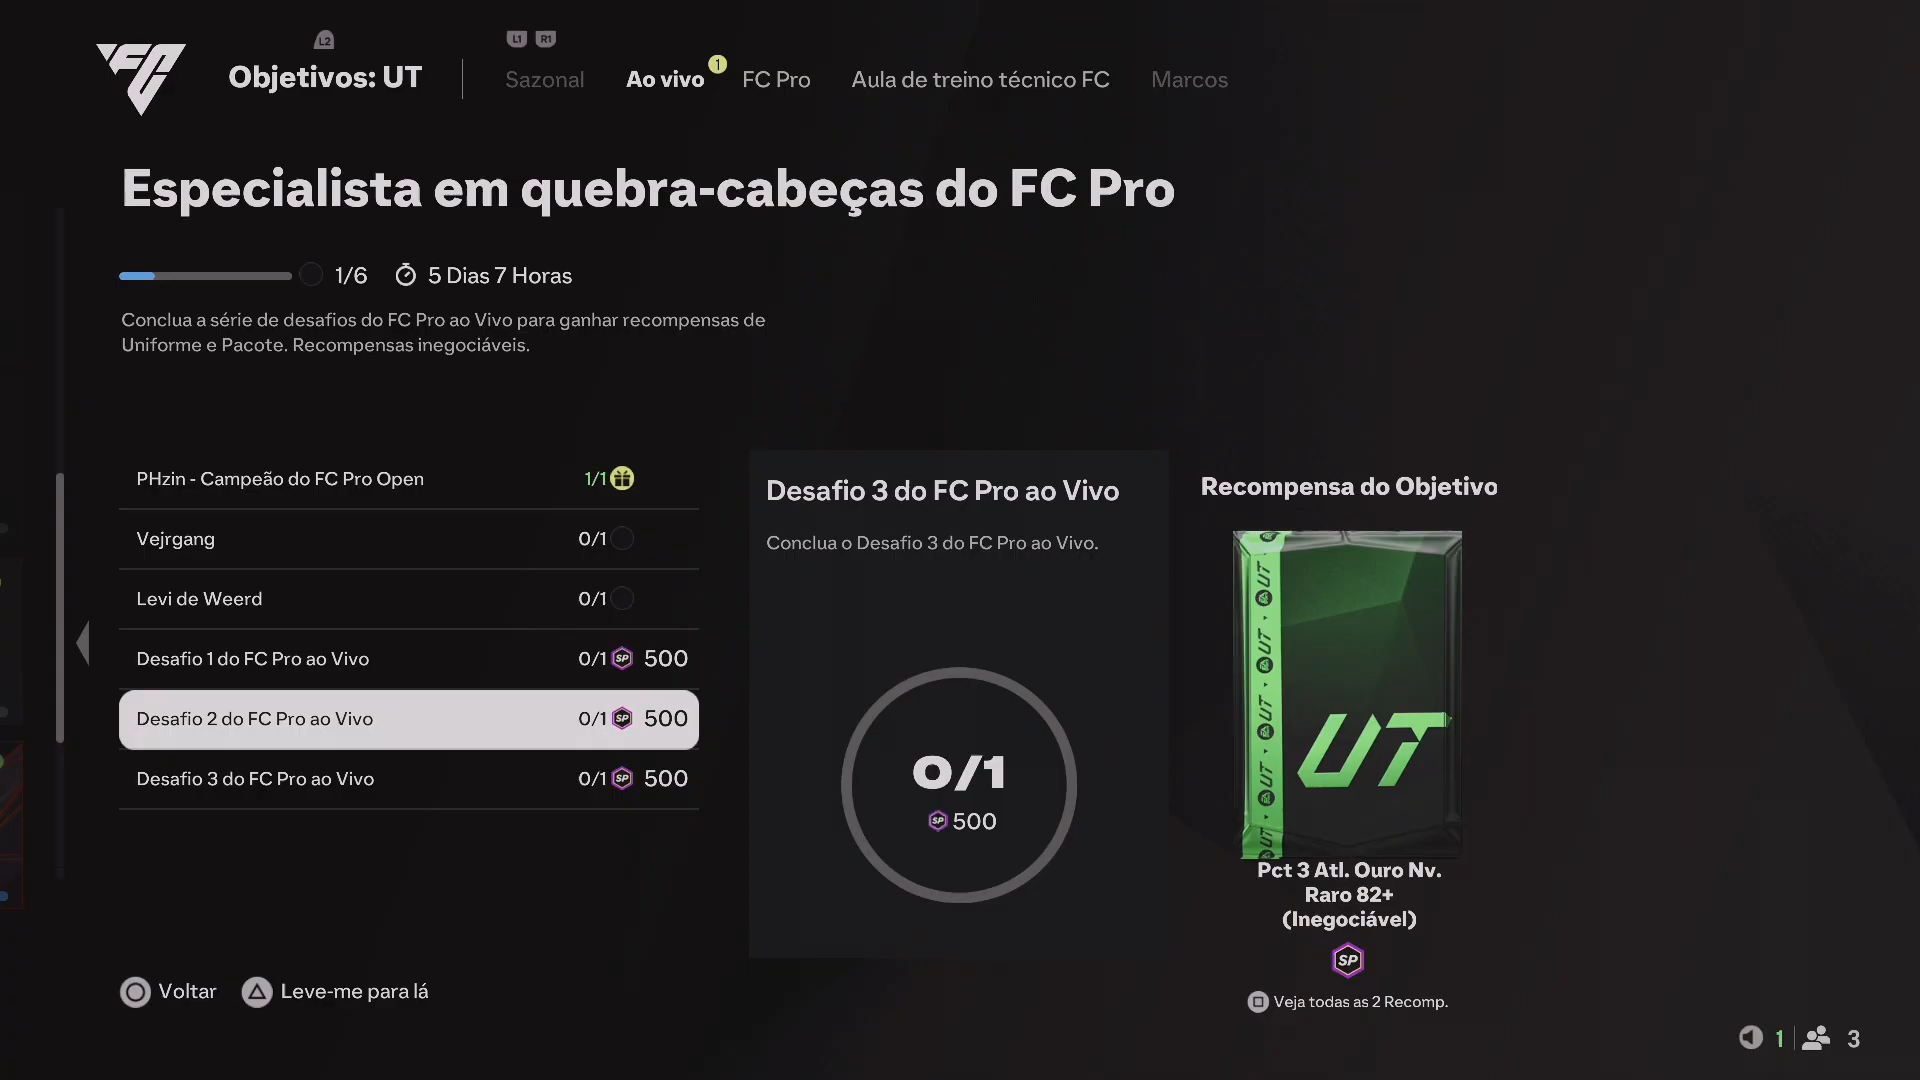 L2
L1 R1
Objetivos: UT
Sazonal
Ao vivo
1
FC Pro
Aula de treino técnico FC
Marcos
Especialista em quebra-cabeças do FC Pro
1/6
5 Dias 7 Horas
Conclua a série de desafios do FC Pro ao Vivo para ganhar recompensas de
Uniforme e Pacote. Recompensas inegociáveis.
PHzin - Campeão do FC Pro Open 1/1
Vejrgang 0/1
Levi de Weerd 0/1
Desafio 1 do FC Pro ao Vivo 0/1 SP 500
Desafio 2 do FC Pro ao Vivo 0/1 SP 500
Desafio 3 do FC Pro ao Vivo 0/1 SP 500
Desafio 3 do FC Pro ao Vivo
Conclua o Desafio 3 do FC Pro ao Vivo.
0/1
SP 500
Recompensa do Objetivo
UT
UT
UT
UT
UT
UT
Pct 3 Atl. Ouro Nv.
Raro 82+
(Inegociável)
SP
Veja todas as 2 Recomp.
Voltar
Leve-me para lá
1
3